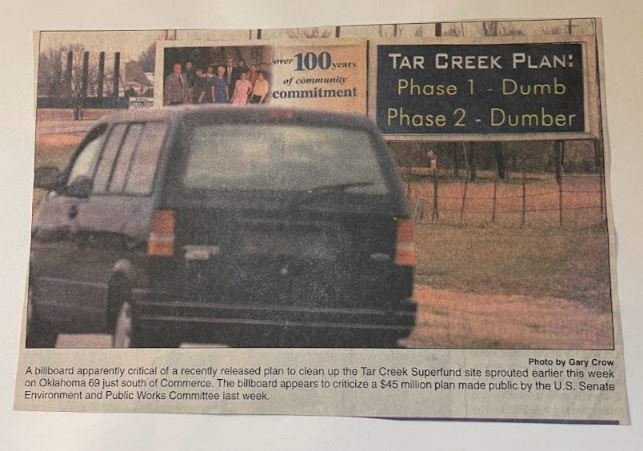 over 100 years
of community
commitment
TAR CREEK PLAN:
Phase 1 - Dumb
Phase 2 - Dumber
Photo by Gary Crow
A billboard apparently critical of a recently released plan to clean up the Tar Creek Superfund site sprouted earlier this week
on Oklahoma 69 just south of Commerce. The billboard appears to criticize a $45 million plan made public by the U.S. Senate
Environment and Public Works Committee last week.